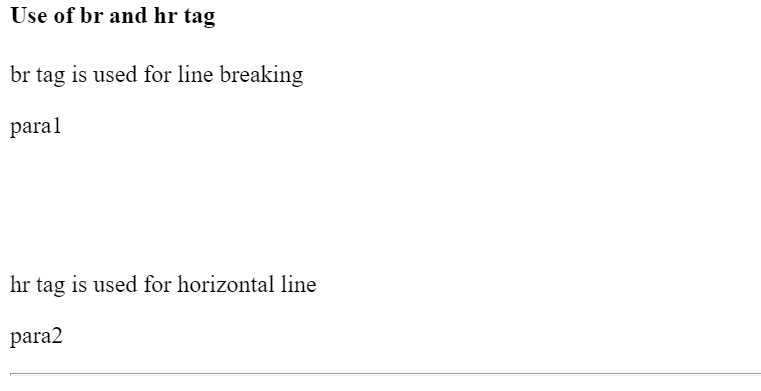 Use of br and hr tag
br tag is used for line breaking
para1
hr tag is used for horizontal line
para2